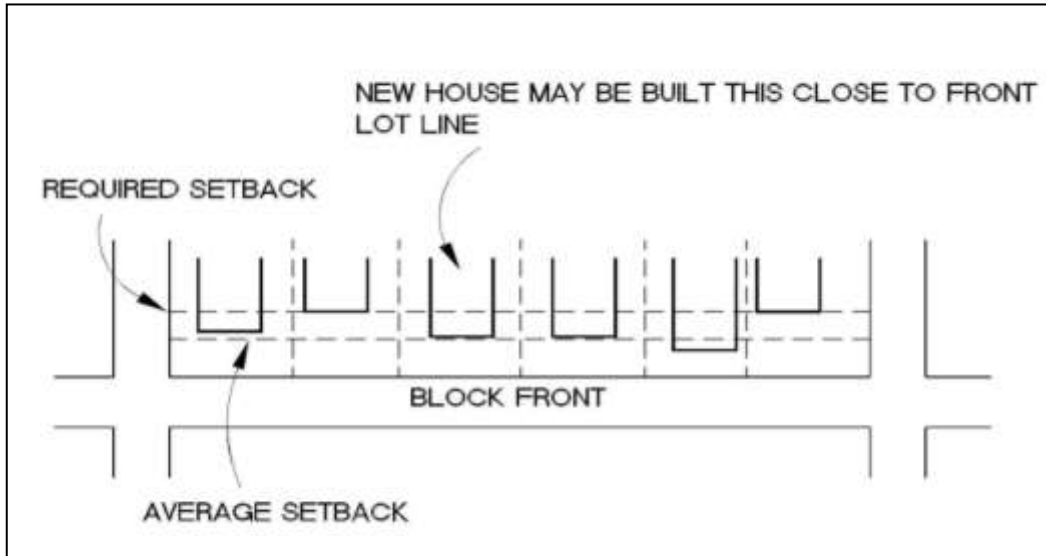 NEW HOUSE MAY BE BUILT THIS CLOSE TO FRONT
LOT LINE
REQUIRED SETBACK
BLOCK FRONT
AVERAGE SETBACK